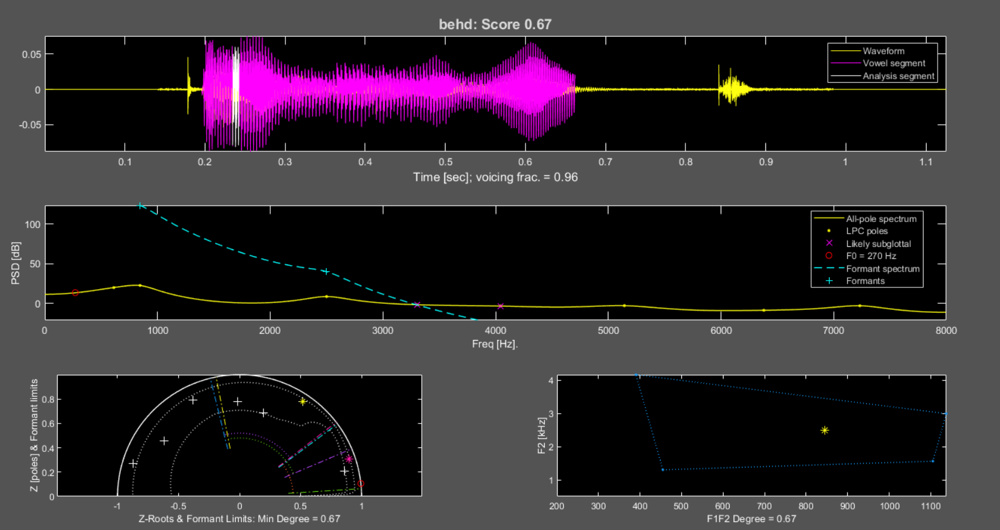 behd: Score 0.67
0.05
0
-0.05
Waveform
Vowel segment
Analysis segment
0.1 0.2 0.3 0.4 0.5 0.6 0.7 0.8 0.9 1 1.1
Time [sec]; voicing frac. = 0.96
PSD [dB]
100
50
0
All-pole spectrum
LPC poles
Likely subglottal
F0 = 270 Hz
Formant spectrum
Formants
0 1000 2000 3000 4000 5000 6000 7000 8000
Freq [Hz].
Z [poles] & Formant limits
0.8
0.6
0.4
0.2
0
-1 -0.5 0 0.5 1
Z-Roots & Formant Limits: Min Degree = 0.67
F2 [kHz]
4
3
2
1
200 300 400 500 600 700 800 900 1000 1100
F1F2 Degree = 0.67